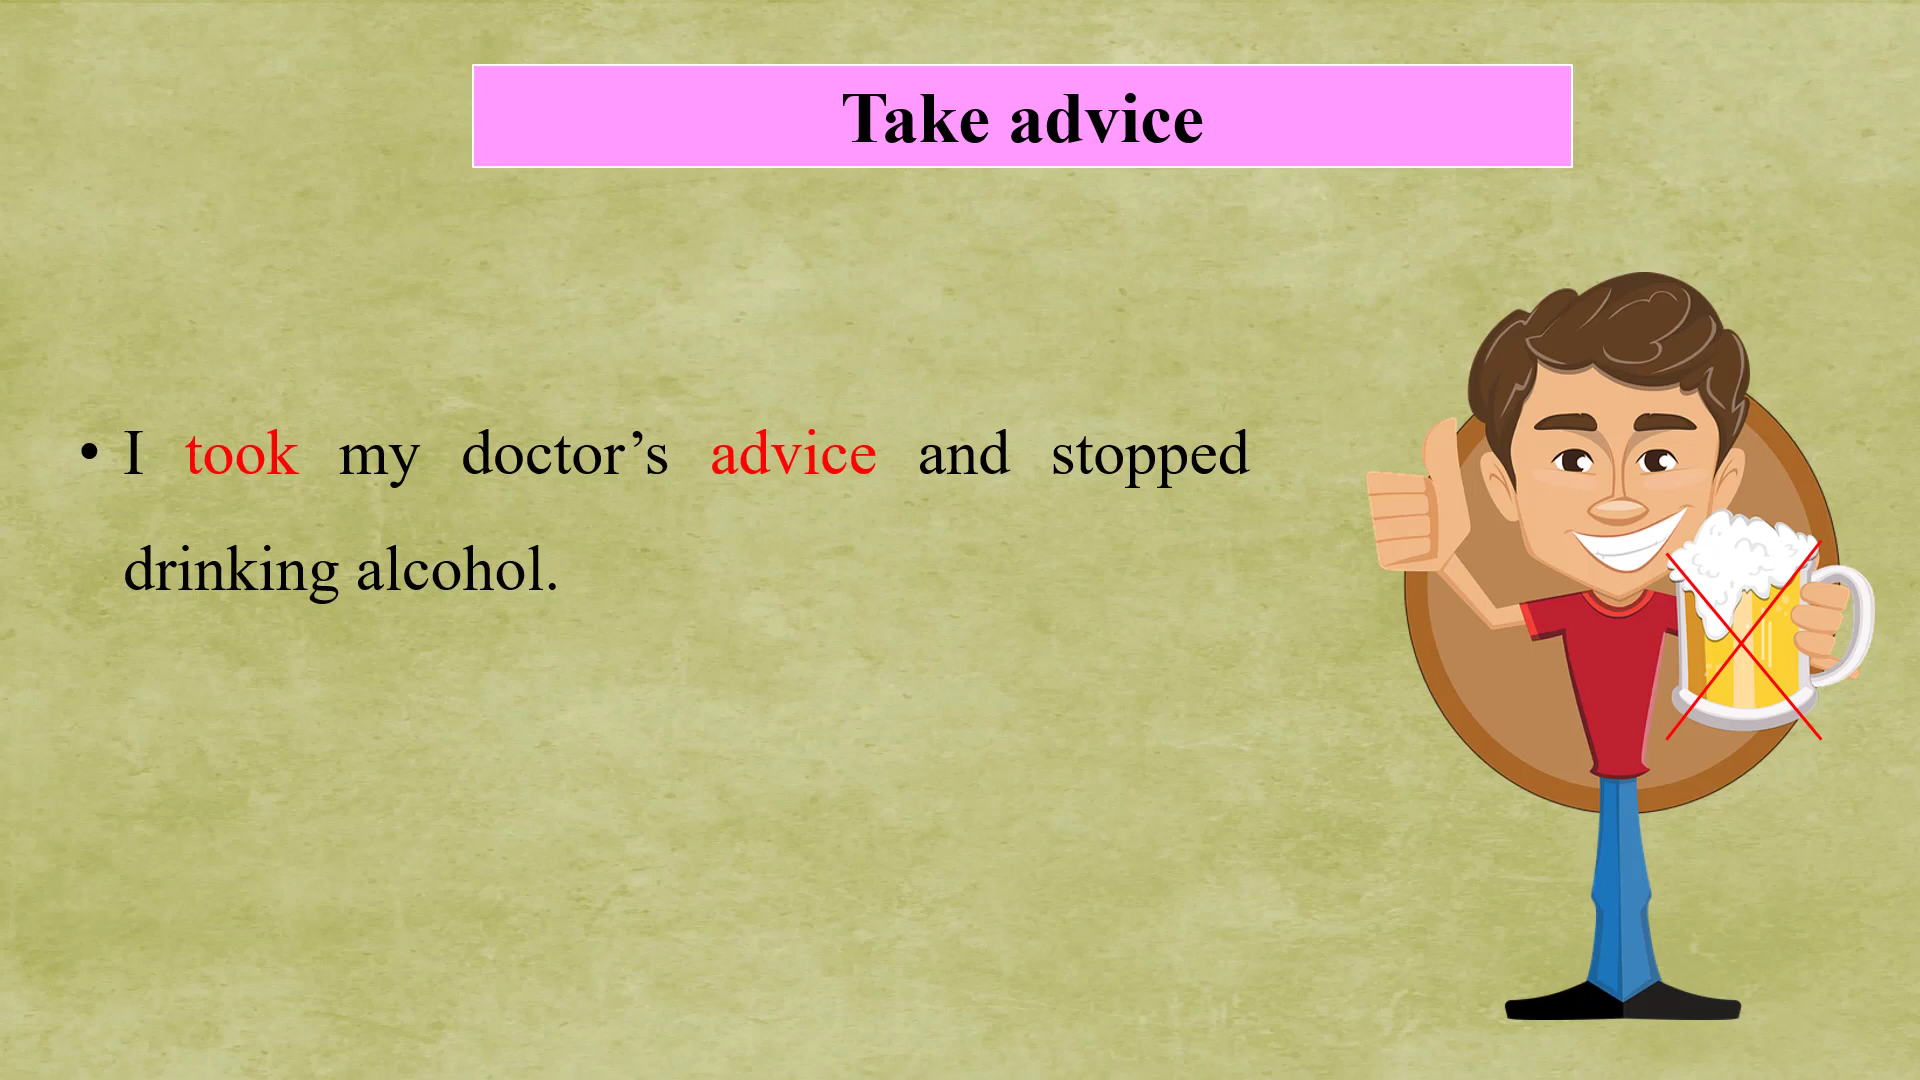 Take advice
• I took my doctor’s advice and stopped
drinking alcohol.